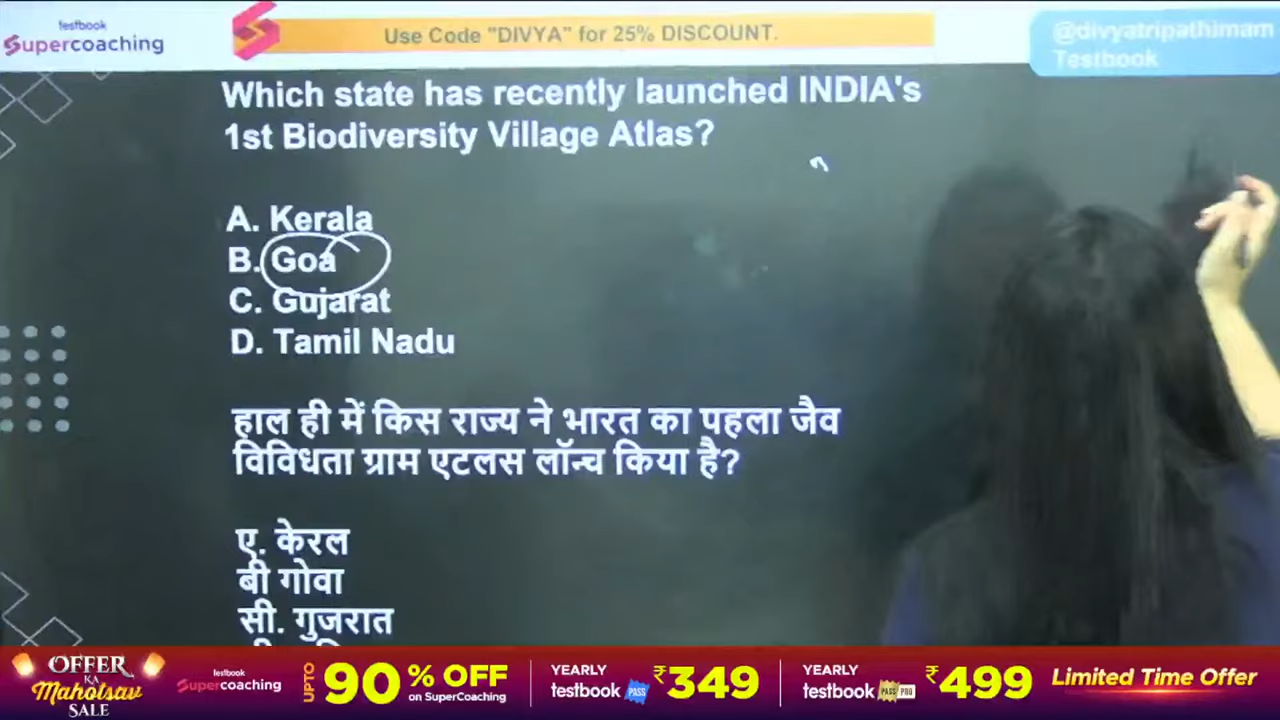 testbook
Supercoaching
Use Code "DIVYA" for 25% DISCOUNT.
@divyatripathimam
Testbook
Which state has recently launched INDIA's
1st Biodiversity Village Atlas?
A. Kerala
B. Goa
C. Gujarat
D. Tamil Nadu
हाल ही में किस राज्य ने भारत का पहला जैव
विविधता ग्राम एटलस लॉन्च किया है?
ए. केरल
बी गोवा
सी. गुजरात
OFFER
KA
Mahotsav
SALE
testbook
Supercoaching
UPTO 90% OFF
on SuperCoaching
YEARLY
testbook PASS
₹349
YEARLY
testbook PASS PRO
₹499
Limited Time Offer